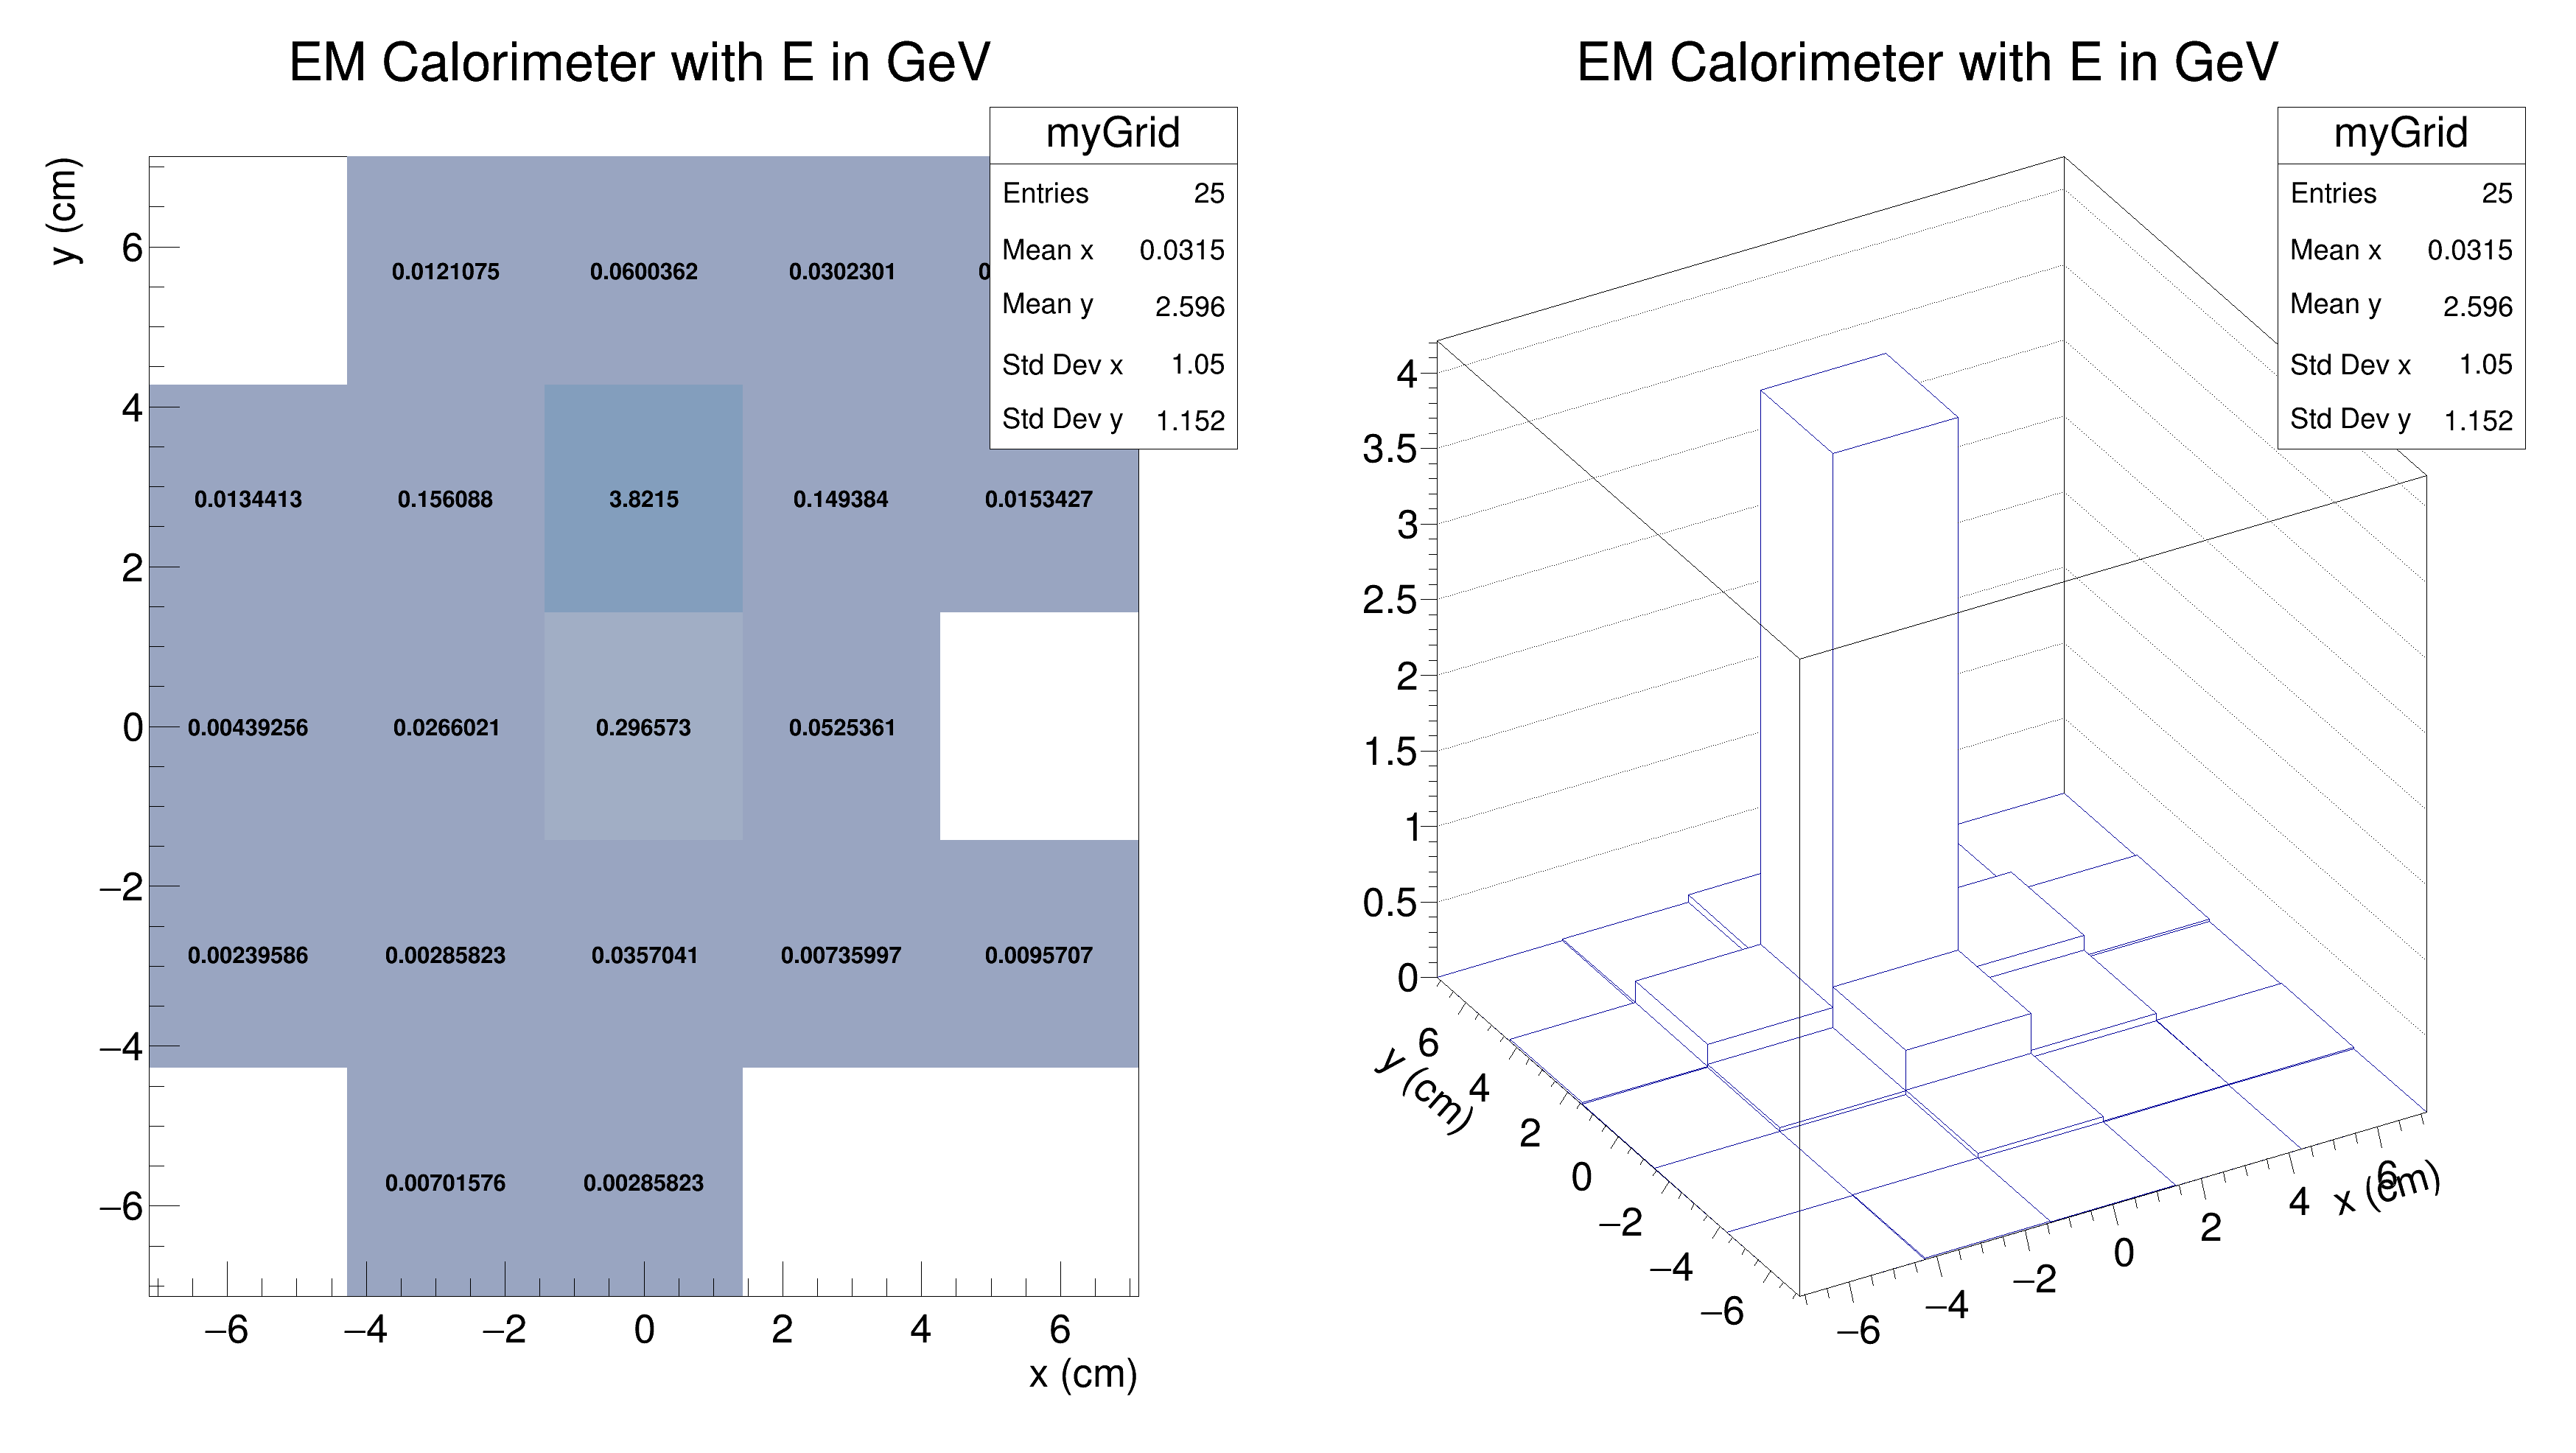 EM Calorimeter with E in GeV
myGrid
Entries 25
Mean x 0.0315
Mean y 2.596
Std Dev x 1.05
Std Dev y 1.152
y (cm)
6
4
2
0
−2
−4
−6
0.0121075 0.0600362 0.0302301
0.0134413 0.156088 3.8215 0.149384 0.0153427
0.00439256 0.0266021 0.296573 0.0525361
0.00239586 0.00285823 0.0357041 0.00735997 0.0095707
0.00701576 0.00285823
−6 −4 −2 0 2 4 6
x (cm)
EM Calorimeter with E in GeV
myGrid
Entries 25
Mean x 0.0315
Mean y 2.596
Std Dev x 1.05
Std Dev y 1.152
4
3.5
3
2.5
2
1.5
1
0.5
0
6
4
2
0
−2
−4
−6
y (cm)
−6
−4
−2
0
2
4
6
x (cm)